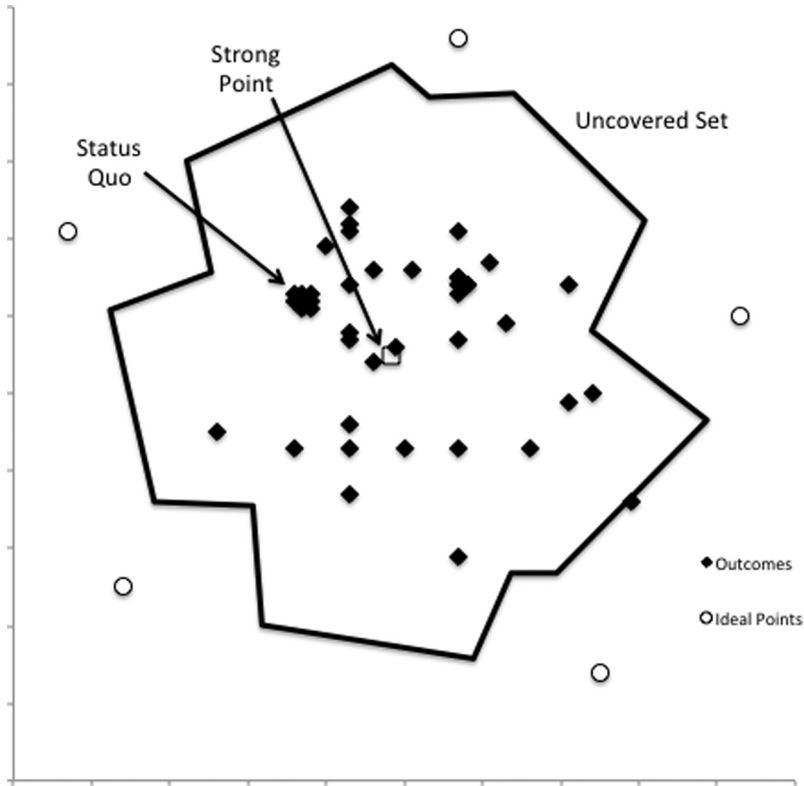 Strong
Point
Uncovered Set
Status
Quo
Outcomes
Ideal Points